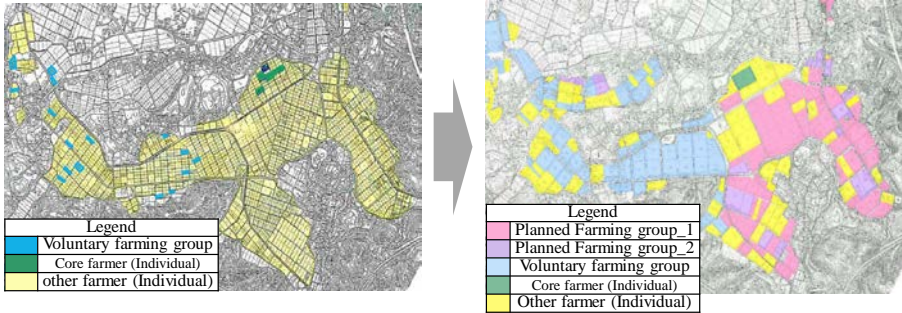 Legend
Voluntary farming group
Core farmer (Individual)
other farmer (Individual)
Legend
Planned Farming group_1
Planned Farming group_2
Voluntary farming group
Core farmer (Individual)
Other farmer (Individual)